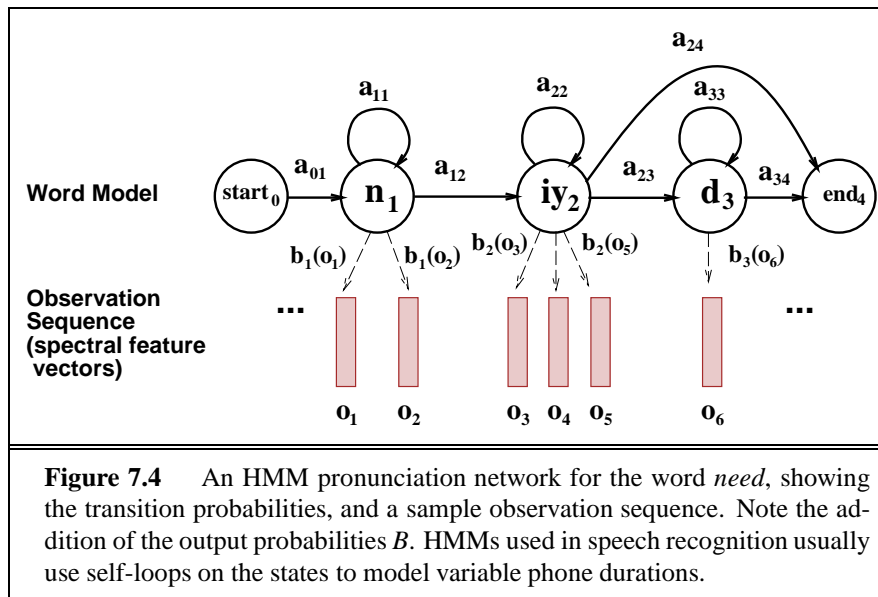 a₂₄
a₁₁ a₂₂ a₃₃
a₀₁ a₁₂ a₂₃ a₃₄
Word Model start₀ n₁ iy₂ d₃ end₄
b₁(o₁) b₁(o₂) b₂(o₃) b₂(o₅) b₃(o₆)
Observation
Sequence ... ...
(spectral feature
vectors)
o₁ o₂ o₃ o₄ o₅ o₆
Figure 7.4 An HMM pronunciation network for the word need, showing
the transition probabilities, and a sample observation sequence. Note the ad-
dition of the output probabilities B. HMMs used in speech recognition usually
use self-loops on the states to model variable phone durations.